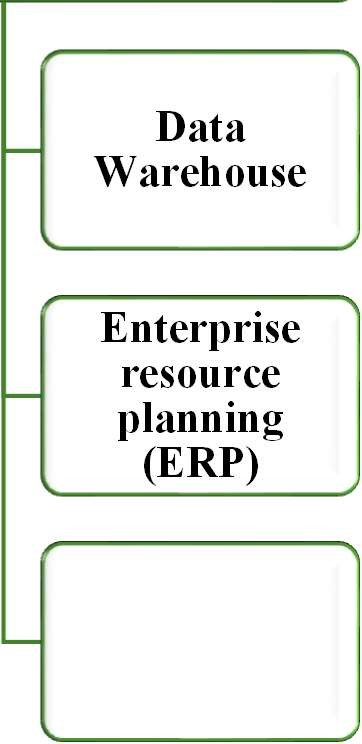 Data
Warehouse
Enterprise
resource
planning
(ERP)